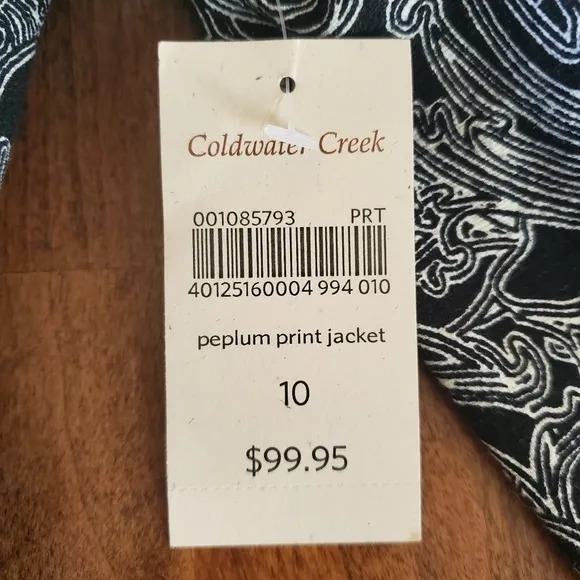 Coldwater Creek
001085793 PRT
40125160004 994 010
peplum print jacket
10
$99.95